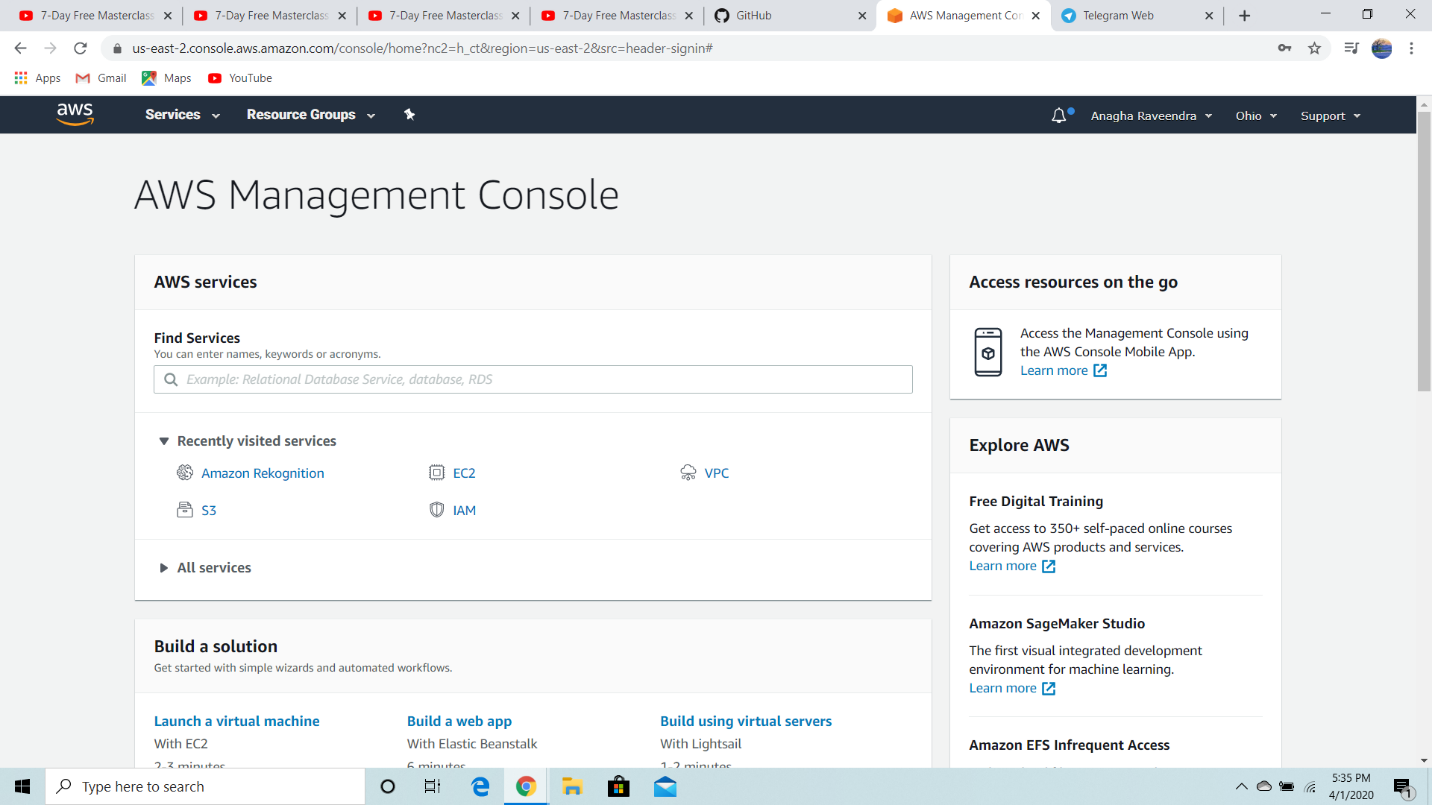 7-Day Free Masterclass
7-Day Free Masterclass
7-Day Free Masterclass
7-Day Free Masterclass
GitHub
AWS Management Con
Telegram Web
us-east-2.console.aws.amazon.com/console/home?nc2=h_ct&region=us-east-2&src=header-signin#
Apps
Gmail
Maps
YouTube
aws
Services
Resource Groups
Anagha Raveendra
Ohio
Support
AWS Management Console
AWS services
Find Services
You can enter names, keywords or acronyms.
Example: Relational Database Service, database, RDS
Recently visited services
Amazon Rekognition
EC2
VPC
S3
IAM
All services
Build a solution
Get started with simple wizards and automated workflows.
Launch a virtual machine
With EC2
2-3 minutes
Build a web app
With Elastic Beanstalk
6 minutes
Build using virtual servers
With Lightsail
1-2 minutes
Access resources on the go
Access the Management Console using
the AWS Console Mobile App.
Learn more
Explore AWS
Free Digital Training
Get access to 350+ self-paced online courses
covering AWS products and services.
Learn more
Amazon SageMaker Studio
The first visual integrated development
environment for machine learning.
Learn more
Amazon EFS Infrequent Access
Type here to search
5:35 PM
4/1/2020
1